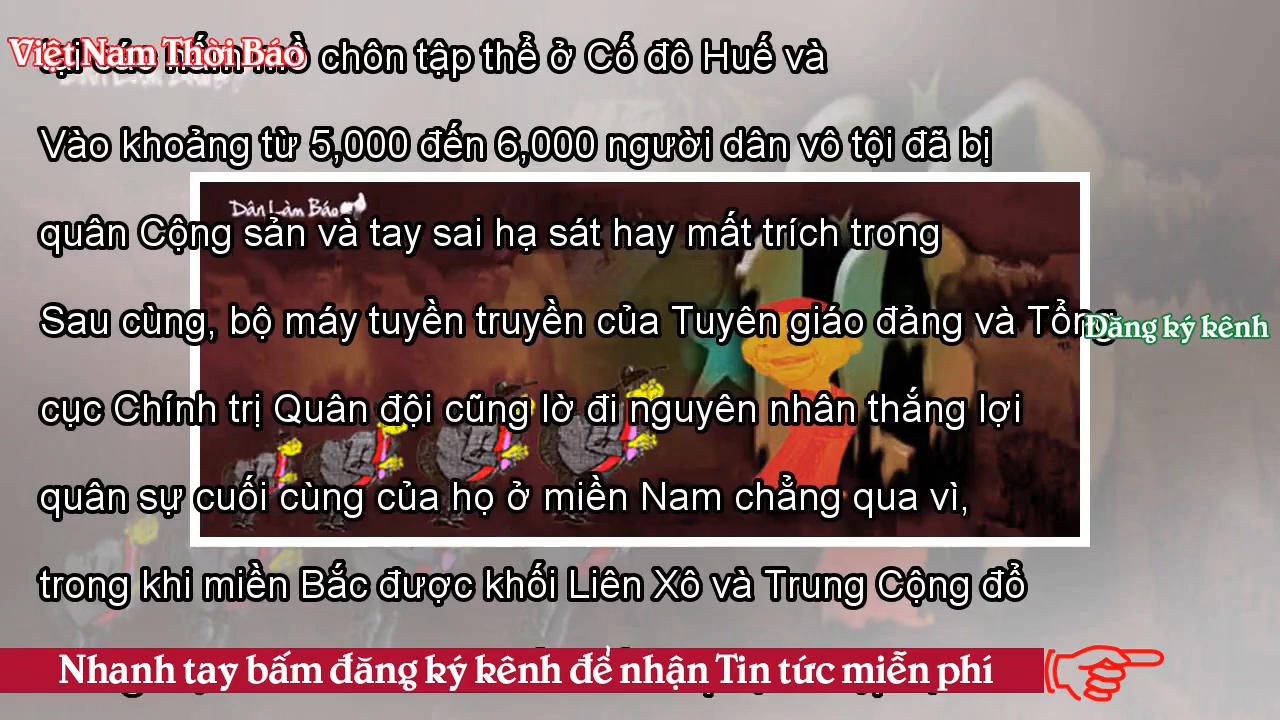 Việt Nam Thời Báo
chôn tập thể ở Cố đô Huế và
Vào khoảng từ 5,000 đến 6,000 người dân vô tội đã bị
Dân Làm Báo
quân Cộng sản và tay sai hạ sát hay mất trích trong
Sau cùng, bộ máy tuyền truyền của Tuyên giáo đảng và Tổng
Đăng ký kênh
cục Chính trị Quân đội cũng lờ đi nguyên nhân thắng lợi
quân sự cuối cùng của họ ở miền Nam chẳng qua vì,
trong khi miền Bắc được khối Liên Xô và Trung Cộng đổ
Nhanh tay bấm đăng ký kênh để nhận Tin tức miễn phí